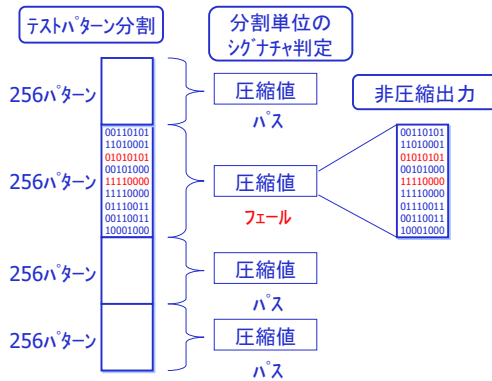 テストパターン分割
分割単位の
シグナチャ判定
256パターン
圧縮値
パス
非圧縮出力
256パターン
00110101
11010001
01010101
00101000
11110000
11110000
01110011
00110011
10001000
圧縮値
フェール
00110101
11010001
01010101
00101000
11110000
11110000
01110011
00110011
10001000
256パターン
圧縮値
パス
256パターン
圧縮値
パス